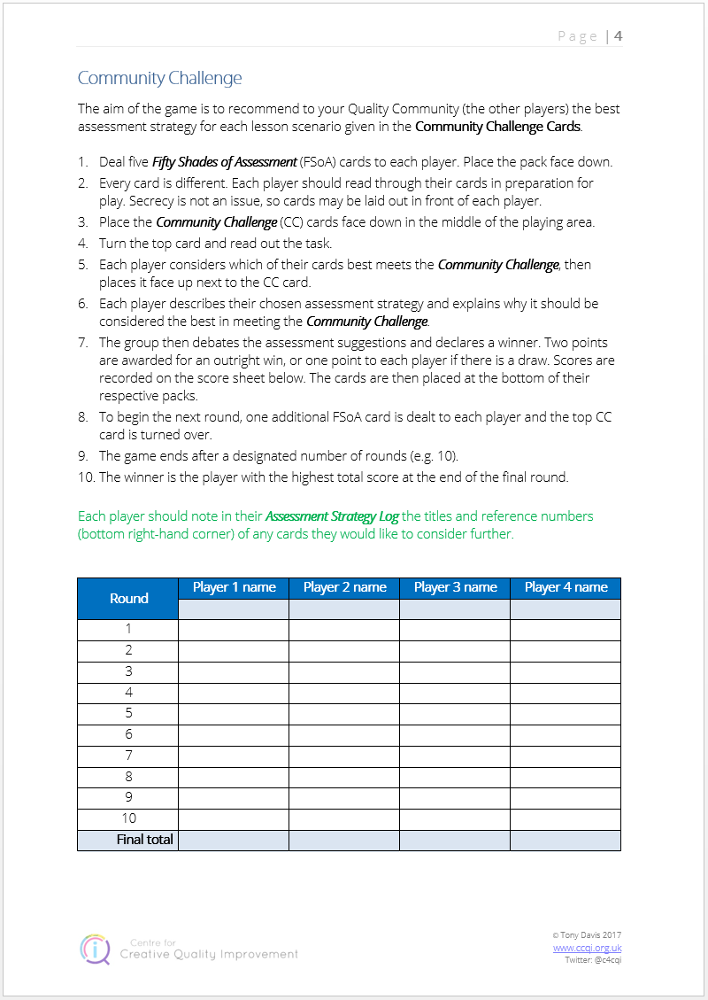 Page | 4
Community Challenge
The aim of the game is to recommend to your Quality Community (the other players) the best
assessment strategy for each lesson scenario given in the Community Challenge Cards.
1. Deal five Fifty Shades of Assessment (FSoA) cards to each player. Place the pack face down.
2. Every card is different. Each player should read through their cards in preparation for
play. Secrecy is not an issue, so cards may be laid out in front of each player.
3. Place the Community Challenge (CC) cards face down in the middle of the playing area.
4. Turn the top card and read out the task.
5. Each player considers which of their cards best meets the Community Challenge, then
places it face up next to the CC card.
6. Each player describes their chosen assessment strategy and explains why it should be
considered the best in meeting the Community Challenge.
7. The group then debates the assessment suggestions and declares a winner. Two points
are awarded for an outright win, or one point to each player if there is a draw. Scores are
recorded on the score sheet below. The cards are then placed at the bottom of their
respective packs.
8. To begin the next round, one additional FSoA card is dealt to each player and the top CC
card is turned over.
9. The game ends after a designated number of rounds (e.g. 10).
10. The winner is the player with the highest total score at the end of the final round.
Each player should note in their Assessment Strategy Log the titles and reference numbers
(bottom right-hand corner) of any cards they would like to consider further.
Round Player 1 name Player 2 name Player 3 name Player 4 name
1
2
3
4
5
6
7
8
9
10
Final total
Centre for
Creative Quality Improvement
© Tony Davis 2017
www.ccqi.org.uk
Twitter: @c4cqi